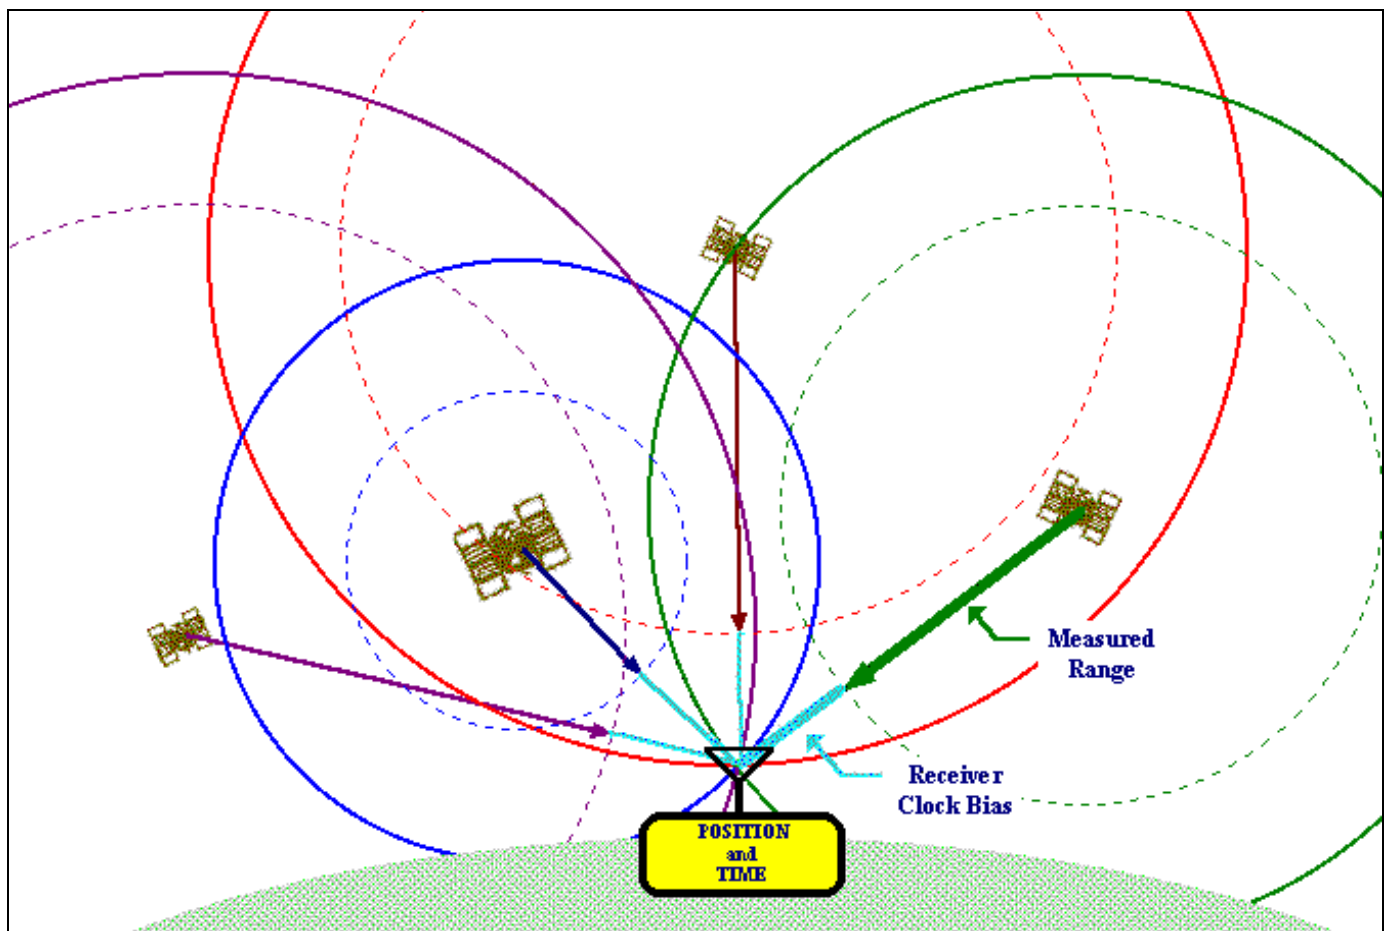 Measured
Range
Receiver
Clock Bias
POSITION
and
TIME